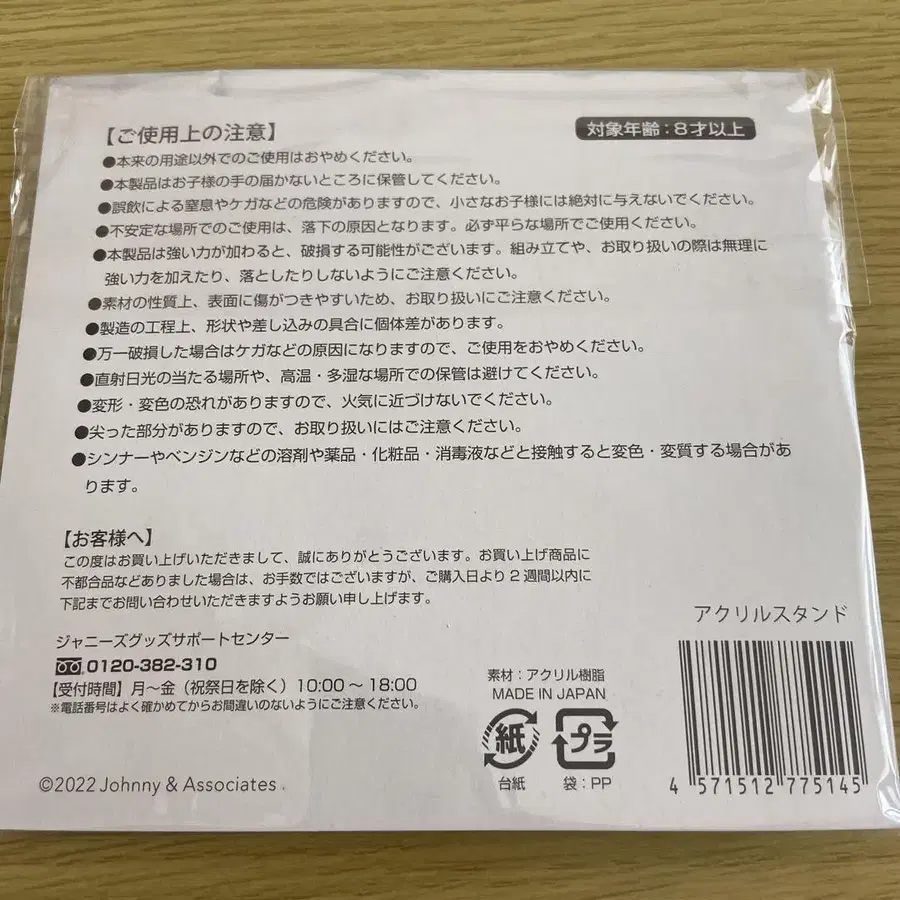 【ご使用上の注意】
対象年齢：8才以上
●本来の用途以外でのご使用はおやめください。
●本製品はお子様の手の届かないところに保管してください。
●誤飲による窒息やケガなどの危険がありますので、小さなお子様には絶対に与えないでください。
●不安定な場所でのご使用は、落下の原因となります。必ず平らな場所でご使用ください。
●本製品は強い力が加わると、破損する可能性がございます。組み立てや、お取り扱いの際は無理に
強い力を加えたり、落としたりしないようにご注意ください。
●素材の性質上、表面に傷がつきやすいため、お取り扱いにご注意ください。
●製造の工程上、形状や差し込みの具合に個体差があります。
●万一破損した場合はケガなどの原因になりますので、ご使用をおやめください。
●直射日光の当たる場所や、高温・多湿な場所での保管は避けてください。
●変形・変色の恐れがありますので、火気に近づけないでください。
●尖った部分がありますので、お取り扱いにはご注意ください。
●シンナーやベンジンなどの溶剤や薬品・化粧品・消毒液などと接触すると変色・変質する場合があ
ります。
【お客様へ】
この度はお買い上げいただきまして、誠にありがとうございます。お買い上げ商品に
不都合品などありました場合は、お手数ではございますが、ご購入日より2週間以内に
下記までお問い合わせいただきますようお願い申し上げます。
ジャニーズグッズサポートセンター
0120-382-310
【受付時間】月～金（祝祭日を除く）10:00～18:00
※電話番号はよく確かめてからお間違いのないようにご注意ください。
©2022 Johnny & Associates .
素材：アクリル樹脂
MADE IN JAPAN
紙
プラ
台紙
袋：PP
アクリルスタンド
4 571512 775145